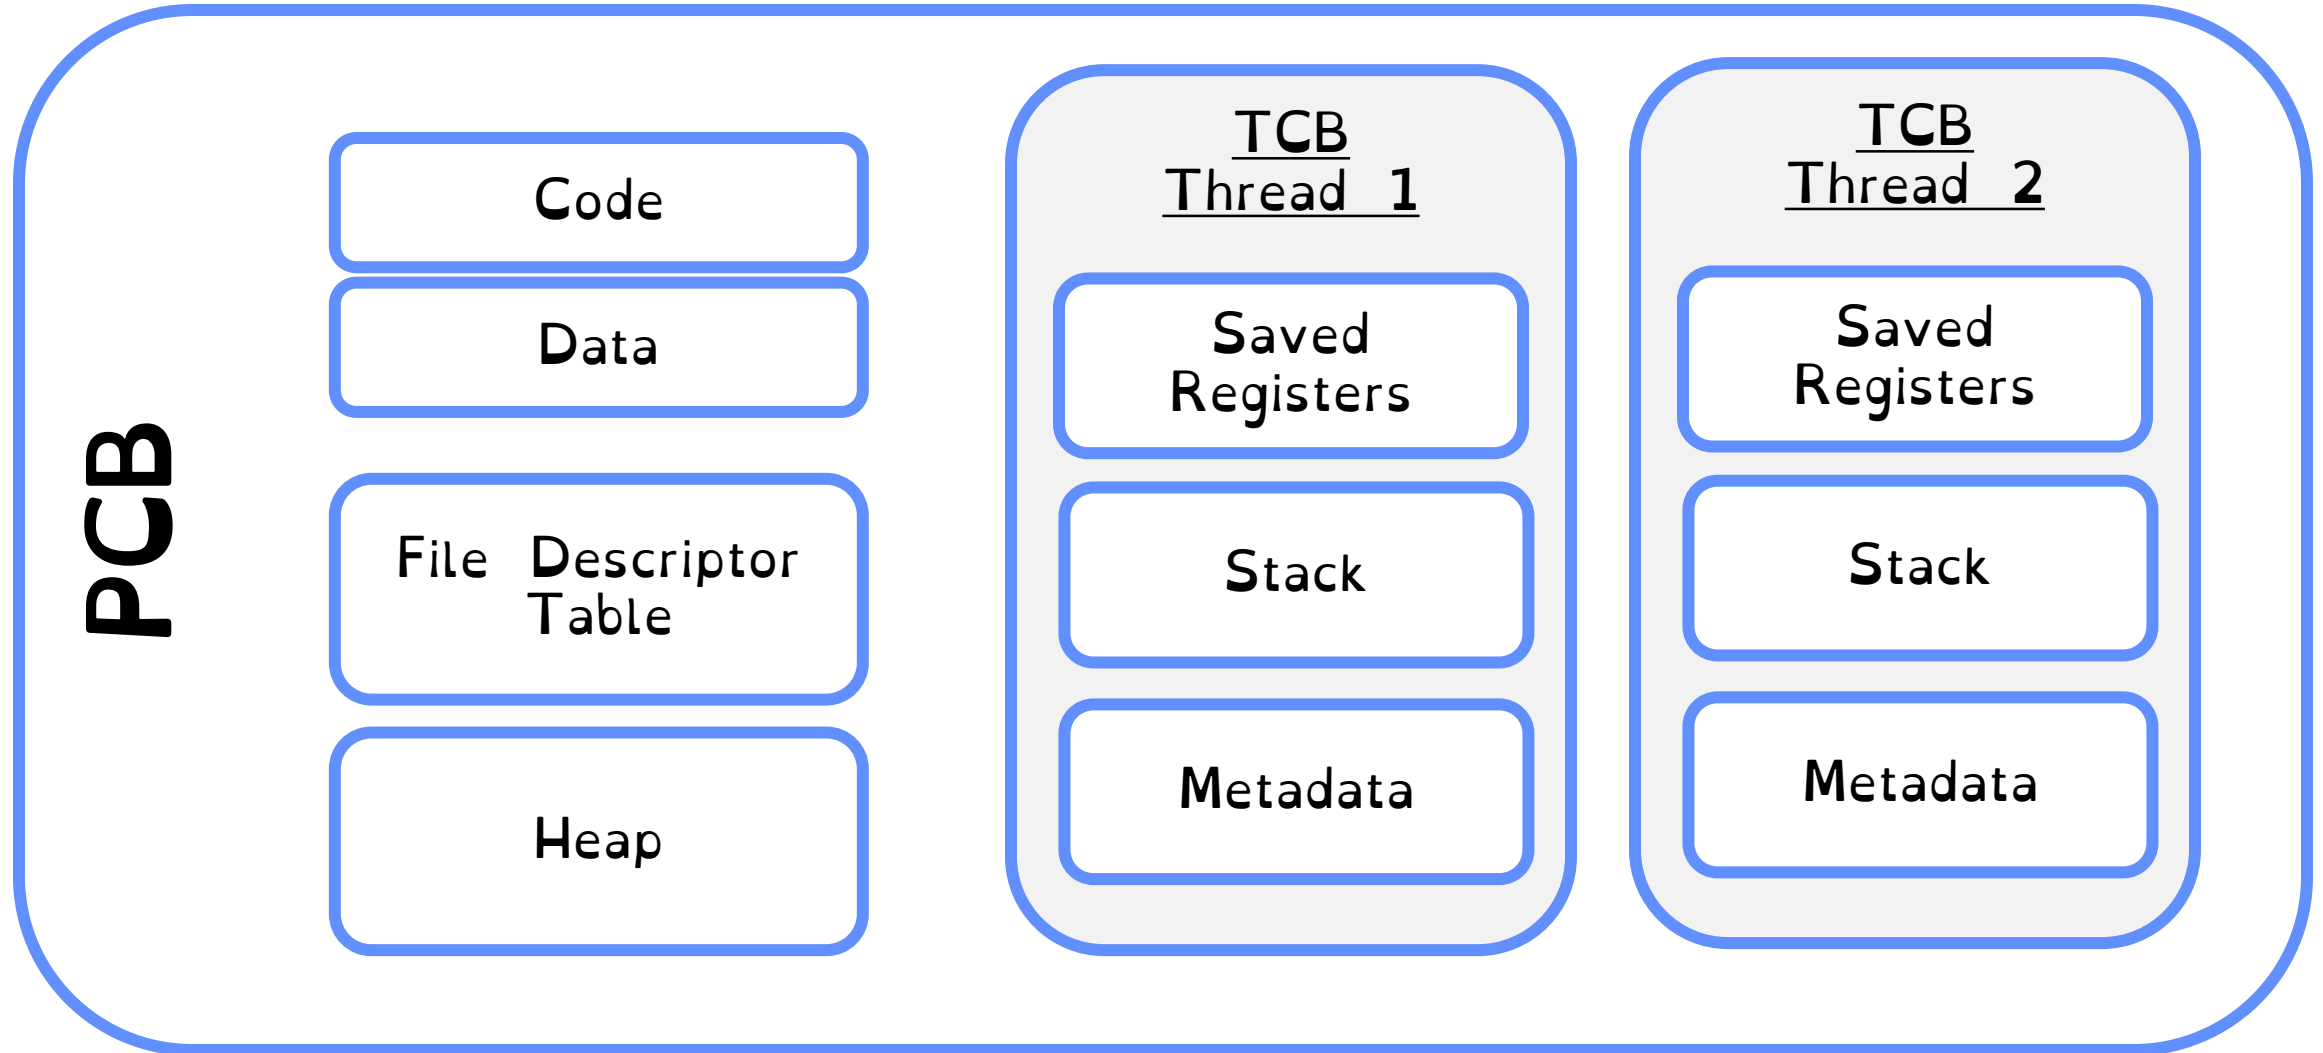 PCB
Code
Data
File Descriptor
Table
Heap
TCB
Thread 1
Saved
Registers
Stack
Metadata
TCB
Thread 2
Saved
Registers
Stack
Metadata